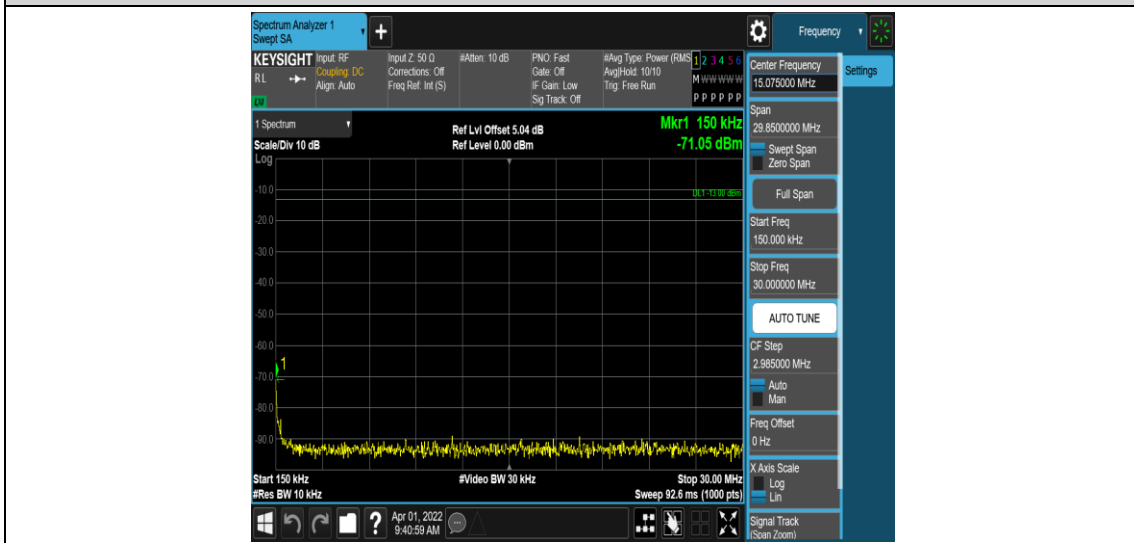 Spectrum Analyzer 1
Swept SA
+
Frequency
KEYSIGHT
RL
Input: RF
Coupling: DC
Align: Auto
Input Z: 50 Ω
Corrections: Off
Freq Ref: Int (S)
#Atten: 10 dB
PNO: Fast
Gate: Off
IF Gain: Low
Sig Track: Off
#Avg Type: Power (RMS
Avg|Hold: 10/10
Trig: Free Run
1 2 3 4 5 6
M W W W W W
P P P P P P
Center Frequency
15.075000 MHz
Settings
1 Spectrum
Scale/Div 10 dB
Log
Ref Lvl Offset 5.04 dB
Ref Level 0.00 dBm
Mkr1 150 kHz
-71.05 dBm
Span
29.8500000 MHz
Swept Span
Zero Span
Full Span
DL1 -13.00 dBm
-10.0
-20.0
-30.0
-40.0
-50.0
-60.0
-70.0
-80.0
-90.0
1
Start Freq
150.000 kHz
Stop Freq
30.000000 MHz
AUTO TUNE
CF Step
2.985000 MHz
Auto
Man
Freq Offset
0 Hz
X Axis Scale
Log
Lin
Signal Track
(Span Zoom)
Start 150 kHz
#Res BW 10 kHz
#Video BW 30 kHz
Stop 30.00 MHz
Sweep 92.6 ms (1000 pts)
?
Apr 01, 2022
9:40:59 AM